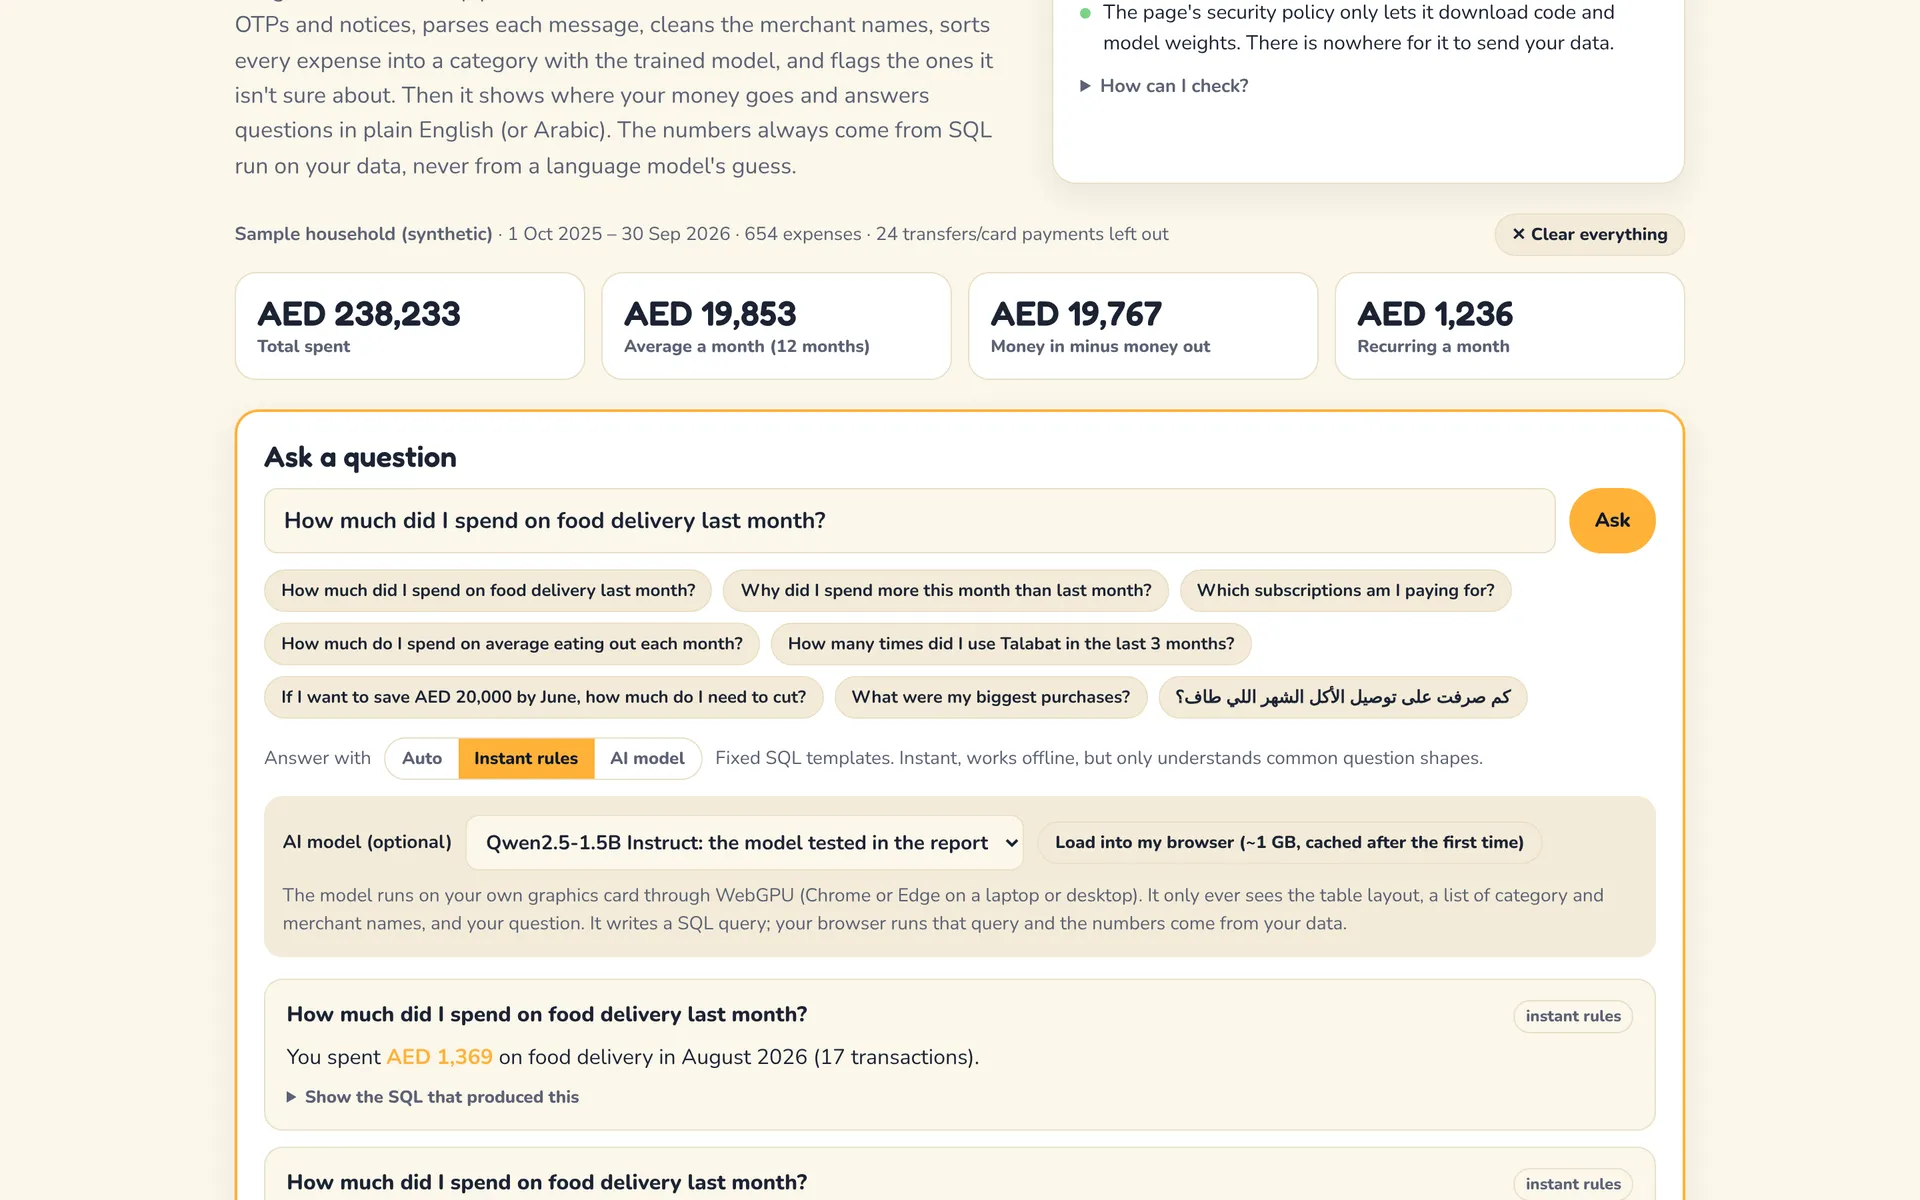 OTPs and notices, parses each message, cleans the merchant names, sorts
every expense into a category with the trained model, and flags the ones it
isn't sure about. Then it shows where your money goes and answers
questions in plain English (or Arabic). The numbers always come from SQL
run on your data, never from a language model's guess.
The page's security policy only lets it download code and
model weights. There is nowhere for it to send your data.
▶ How can I check?
Sample household (synthetic) · 1 Oct 2025 – 30 Sep 2026 · 654 expenses · 24 transfers/card payments left out
✕ Clear everything
AED 238,233
Total spent
AED 19,853
Average a month (12 months)
AED 19,767
Money in minus money out
AED 1,236
Recurring a month
Ask a question
How much did I spend on food delivery last month?
Ask
How much did I spend on food delivery last month?
Why did I spend more this month than last month?
Which subscriptions am I paying for?
How much do I spend on average eating out each month?
How many times did I use Talabat in the last 3 months?
If I want to save AED 20,000 by June, how much do I need to cut?
What were my biggest purchases?
كم صرفت على توصيل الأكل الشهر اللي طاف؟
Answer with
Auto
Instant rules
AI model
Fixed SQL templates. Instant, works offline, but only understands common question shapes.
AI model (optional)
Qwen2.5-1.5B Instruct: the model tested in the report
Load into my browser (~1 GB, cached after the first time)
The model runs on your own graphics card through WebGPU (Chrome or Edge on a laptop or desktop). It only ever sees the table layout, a list of category and
merchant names, and your question. It writes a SQL query; your browser runs that query and the numbers come from your data.
How much did I spend on food delivery last month?
instant rules
You spent AED 1,369 on food delivery in August 2026 (17 transactions).
▶ Show the SQL that produced this
How much did I spend on food delivery last month?
instant rules